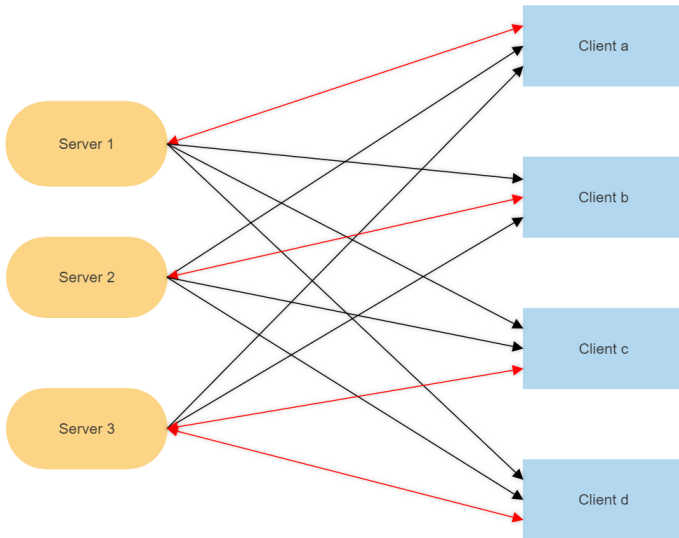 Client a
Server 1
Client b
Server 2
Client c
Server 3
Client d